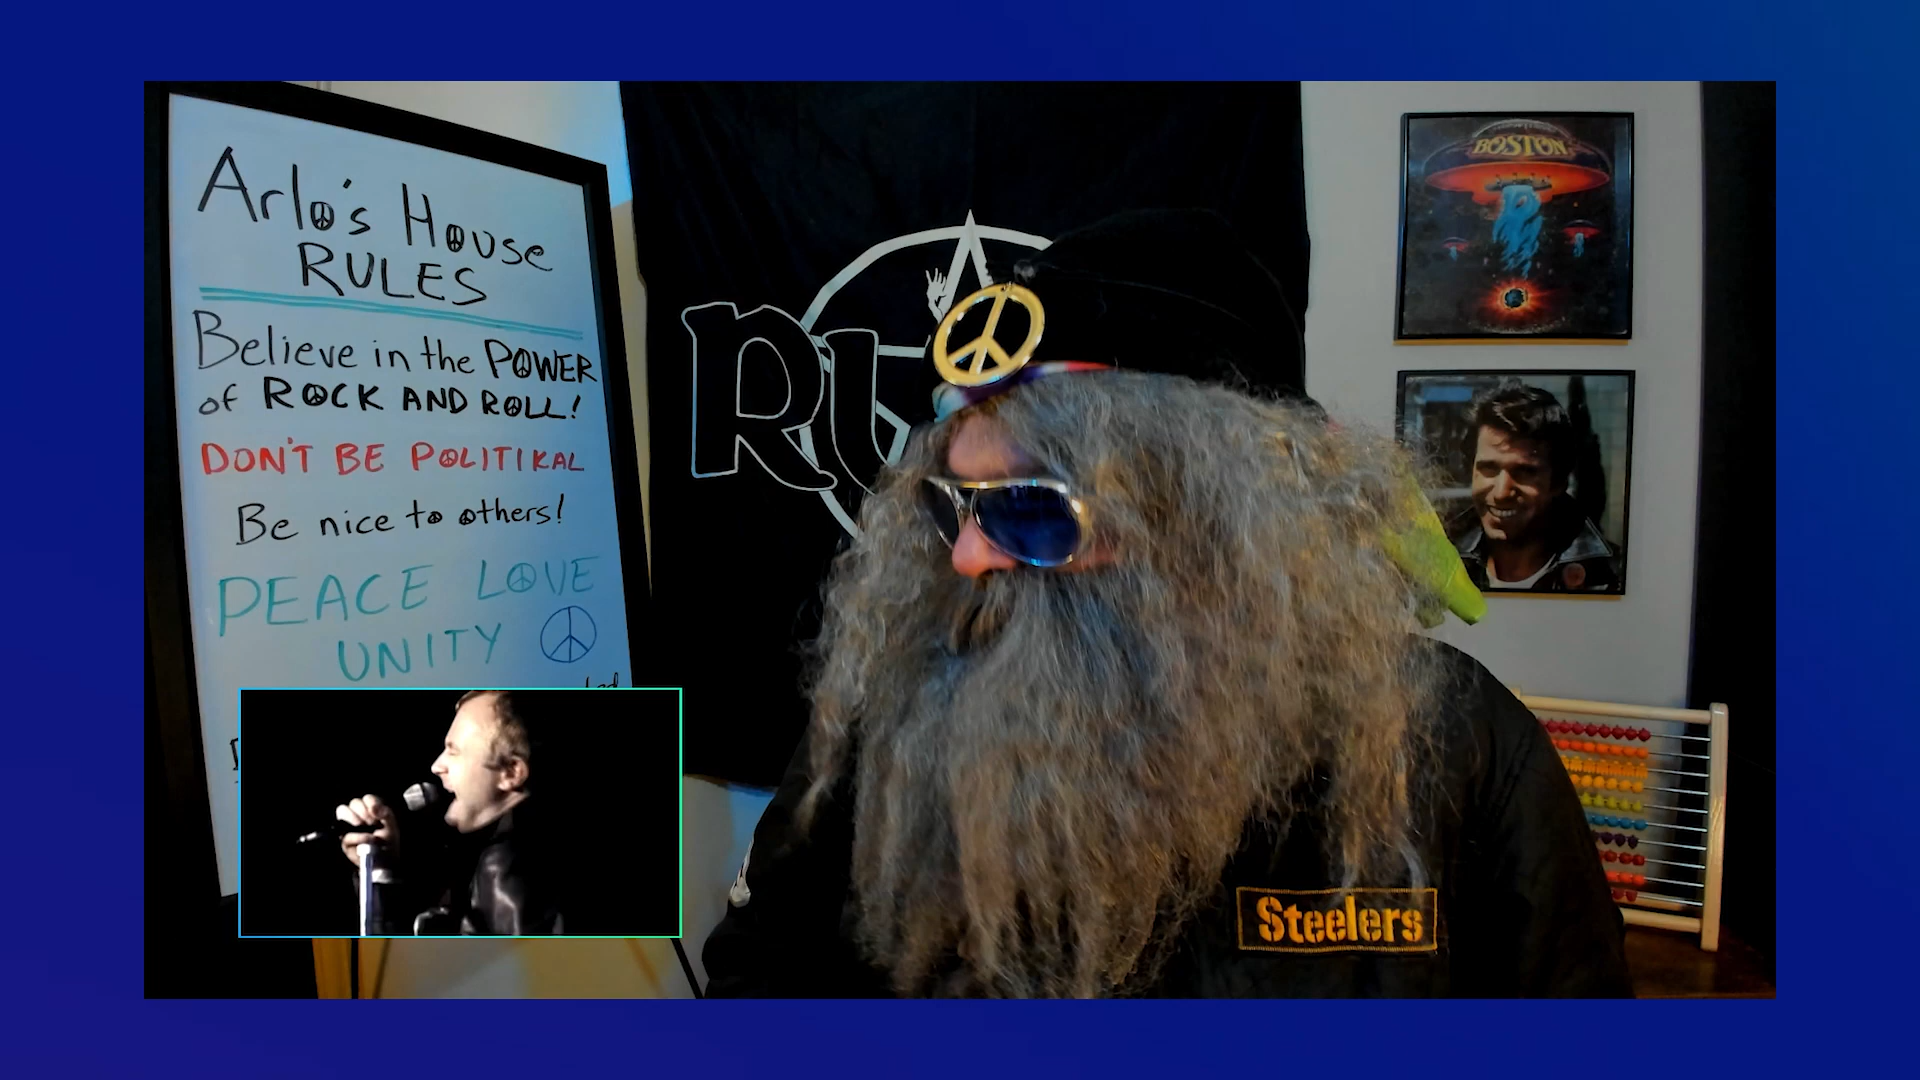 Arlo's House
RULES
Believe in the POWER
of ROCK AND ROLL!
DON'T BE POLITIKAL
Be nice to others!
PEACE LOVE
UNITY
RU
BOSTON
Steelers